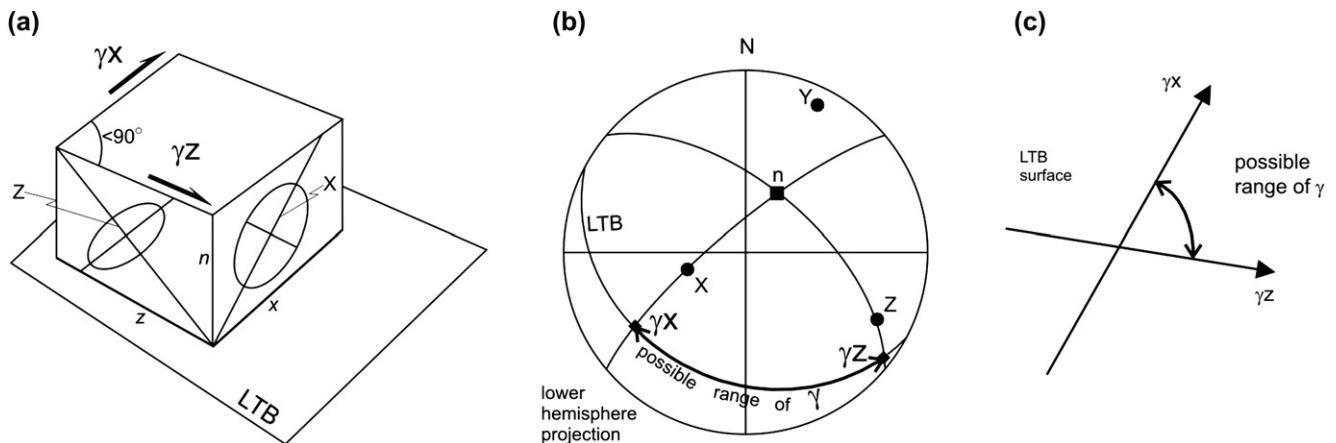 (a)
γX
<90°
γZ
Z
X
n
z
x
LTB
(b)
N
Y
n
LTB
X
Z
γX
γZ
possible range of γ
lower
hemisphere
projection
(c)
γX
LTB
surface
possible
range of γ
γZ